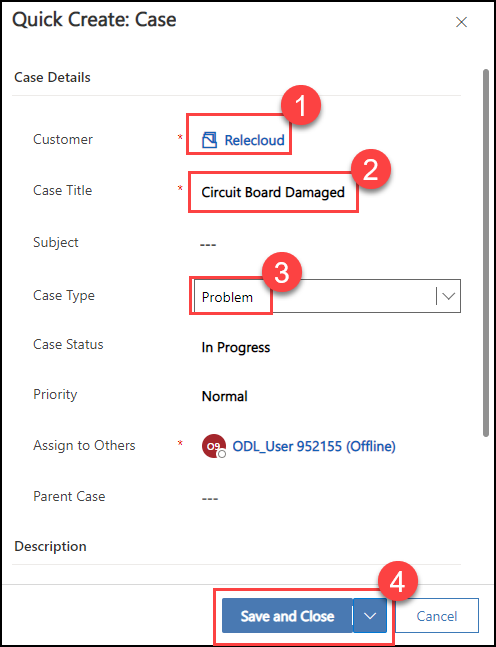 Quick Create: Case
Case Details
1
Customer * Relecloud
2
Case Title * Circuit Board Damaged
Subject ---
3
Case Type Problem
Case Status In Progress
Priority Normal
Assign to Others * O9 ODL_User 952155 (Offline)
Parent Case ---
Description
4
Save and Close Cancel